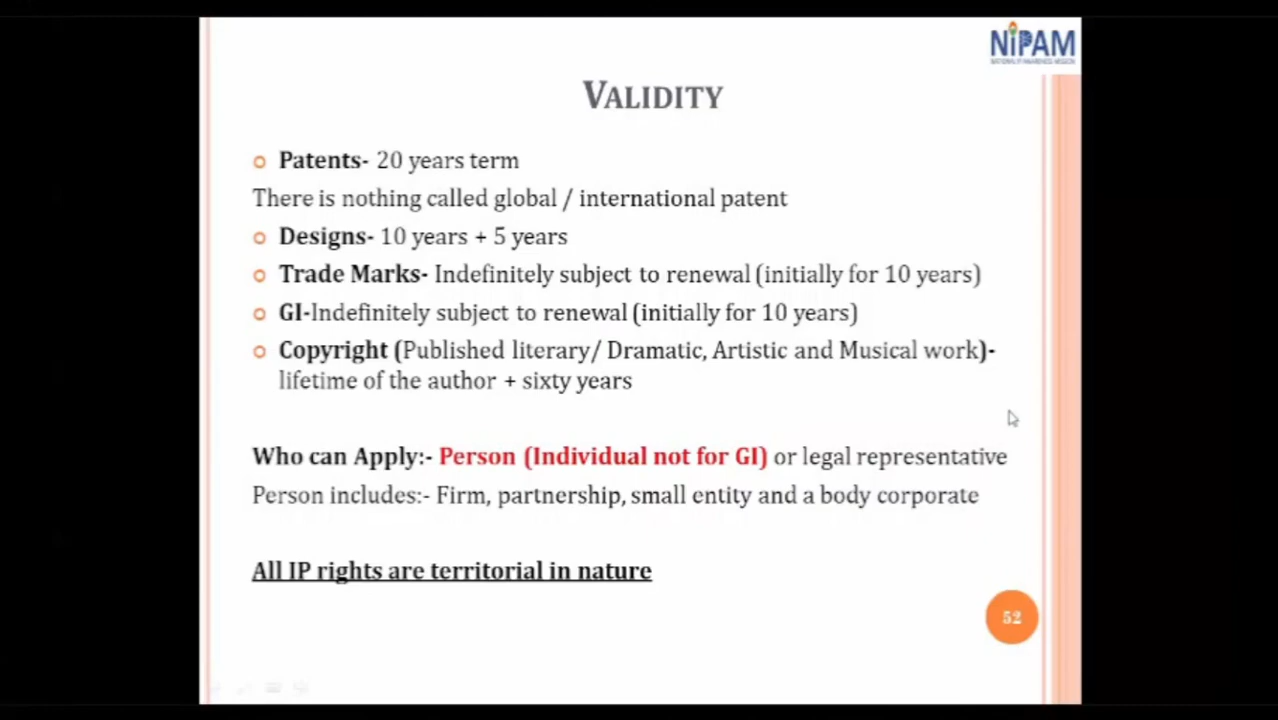 NiPAM
NATIONAL IP AWARENESS MISSION
VALIDITY
Patents- 20 years term
There is nothing called global / international patent
Designs- 10 years + 5 years
Trade Marks- Indefinitely subject to renewal (initially for 10 years)
GI-Indefinitely subject to renewal (initially for 10 years)
Copyright (Published literary/ Dramatic, Artistic and Musical work)-
lifetime of the author + sixty years
Who can Apply:- Person (Individual not for GI) or legal representative
Person includes:- Firm, partnership, small entity and a body corporate
All IP rights are territorial in nature
52